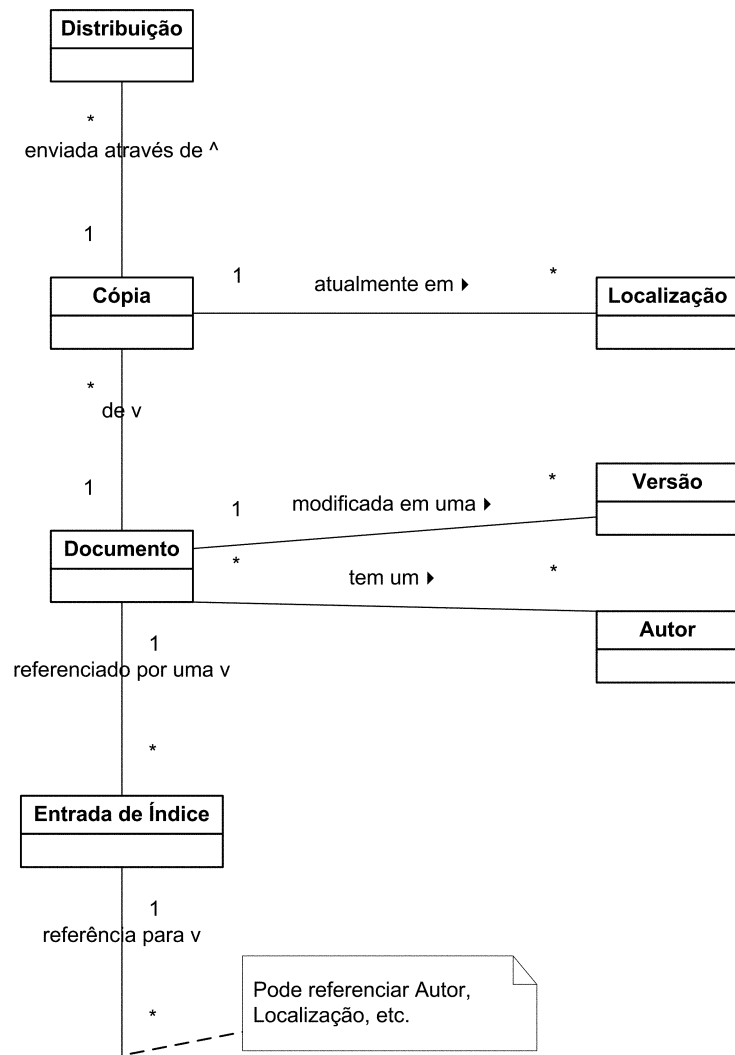 Distribuição
*
enviada através de ^
1
Cópia
1
atualmente em
*
Localização
*
de v
1
Documento
1
modificada em uma
*
Versão
*
tem um
*
Autor
1
referenciado por uma v
*
Entrada de Índice
1
referência para v
*
Pode referenciar Autor,
Localização, etc.